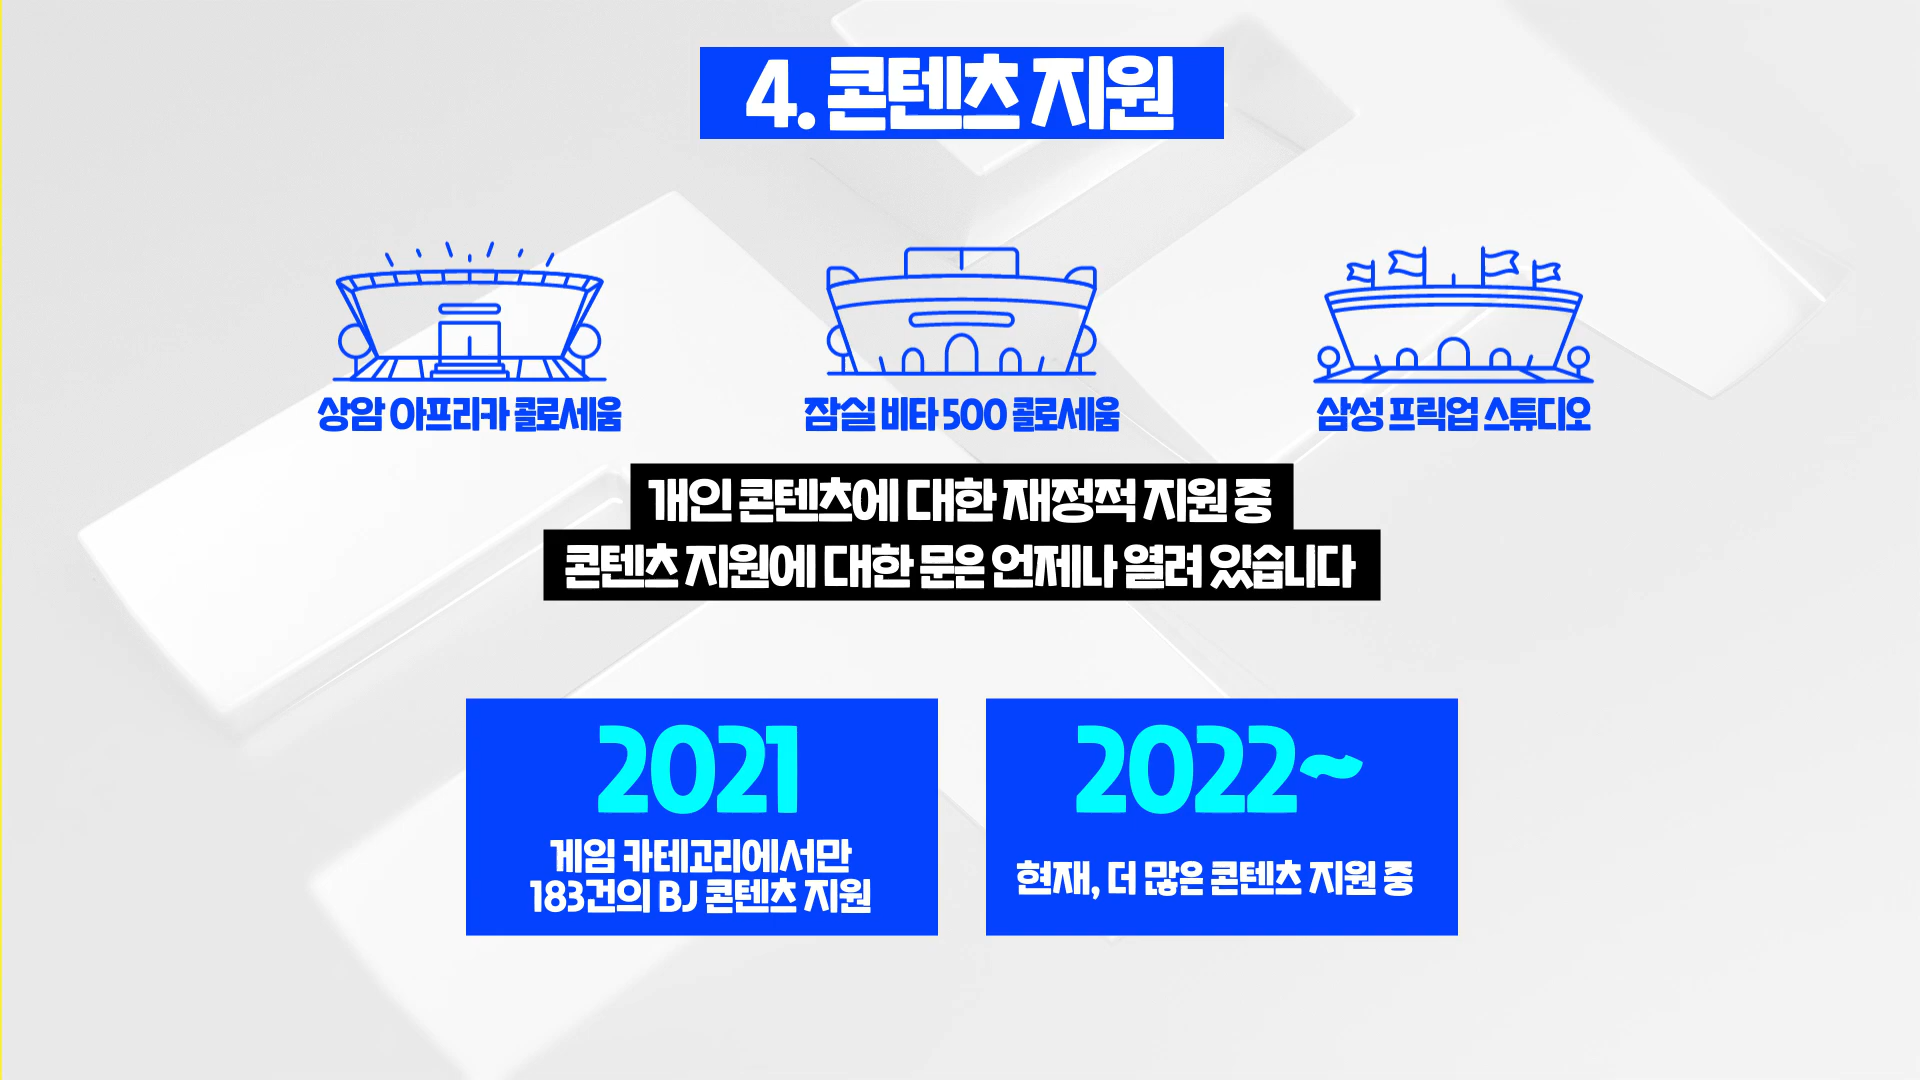 4. 콘텐츠 지원
상암 아프리카 콜로세움
잠실 비타 500 콜로세움
삼성 프릭업 스튜디오
개인 콘텐츠에 대한 재정적 지원 중
콘텐츠 지원에 대한 문은 언제나 열려 있습니다
2021
게임 카테고리에서만
183건의 BJ 콘텐츠 지원
2022~
현재, 더 많은 콘텐츠 지원 중